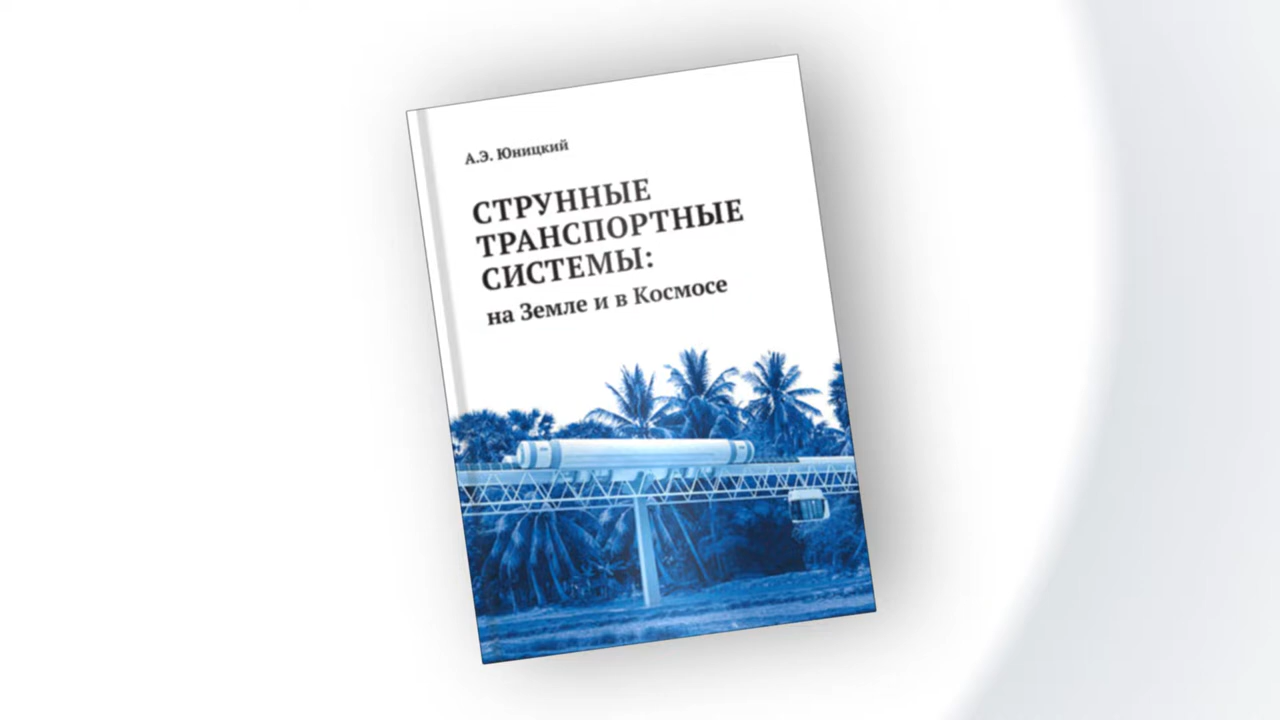 А.Э. Юницкий
СТРУННЫЕ
ТРАНСПОРТНЫЕ
СИСТЕМЫ:
на Земле и в Космосе